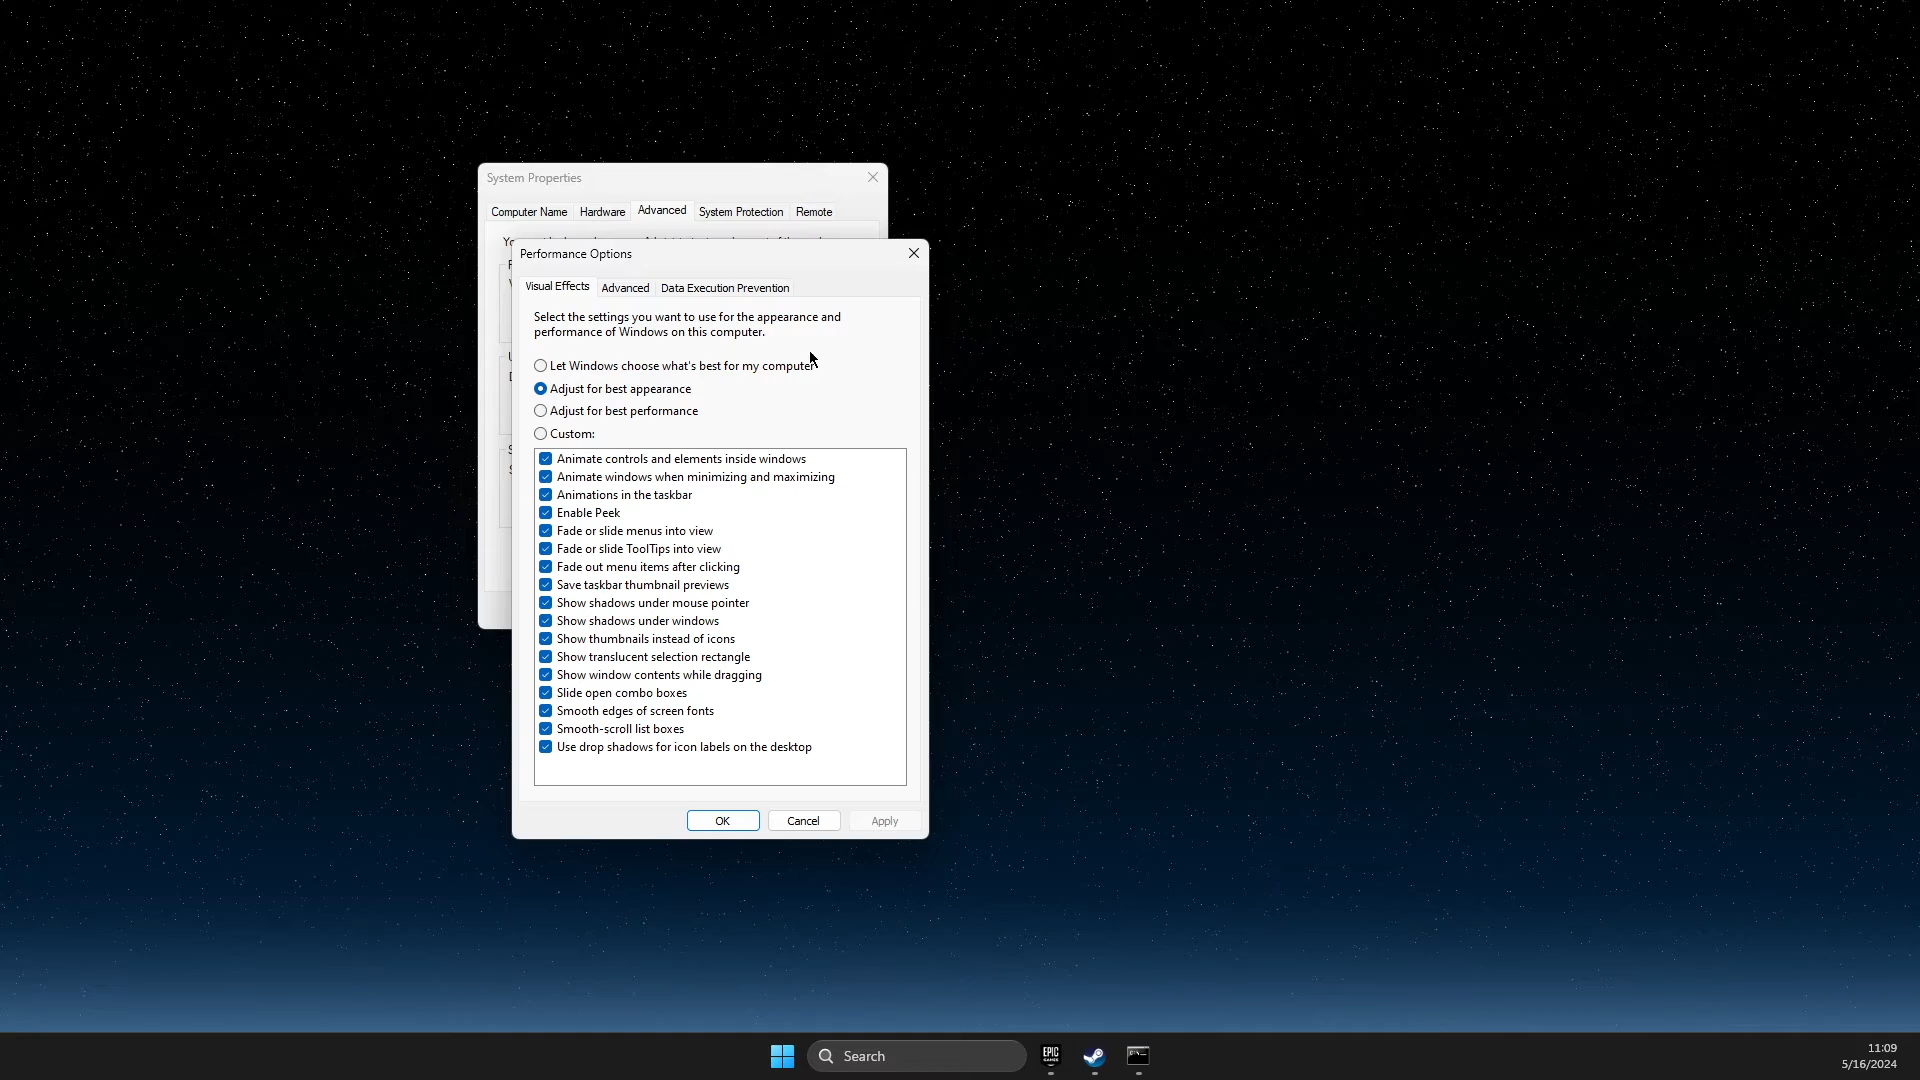 System Properties
Computer Name
Hardware
Advanced
System Protection
Remote
Performance Options
Visual Effects
Advanced
Data Execution Prevention
Select the settings you want to use for the appearance and
performance of Windows on this computer.
Let Windows choose what's best for my computer
Adjust for best appearance
Adjust for best performance
Custom:
Animate controls and elements inside windows
Animate windows when minimizing and maximizing
Animations in the taskbar
Enable Peek
Fade or slide menus into view
Fade or slide ToolTips into view
Fade out menu items after clicking
Save taskbar thumbnail previews
Show shadows under mouse pointer
Show shadows under windows
Show thumbnails instead of icons
Show translucent selection rectangle
Show window contents while dragging
Slide open combo boxes
Smooth edges of screen fonts
Smooth-scroll list boxes
Use drop shadows for icon labels on the desktop
OK
Cancel
Apply
Search
EPIC
GAMES
11:09
5/16/2024